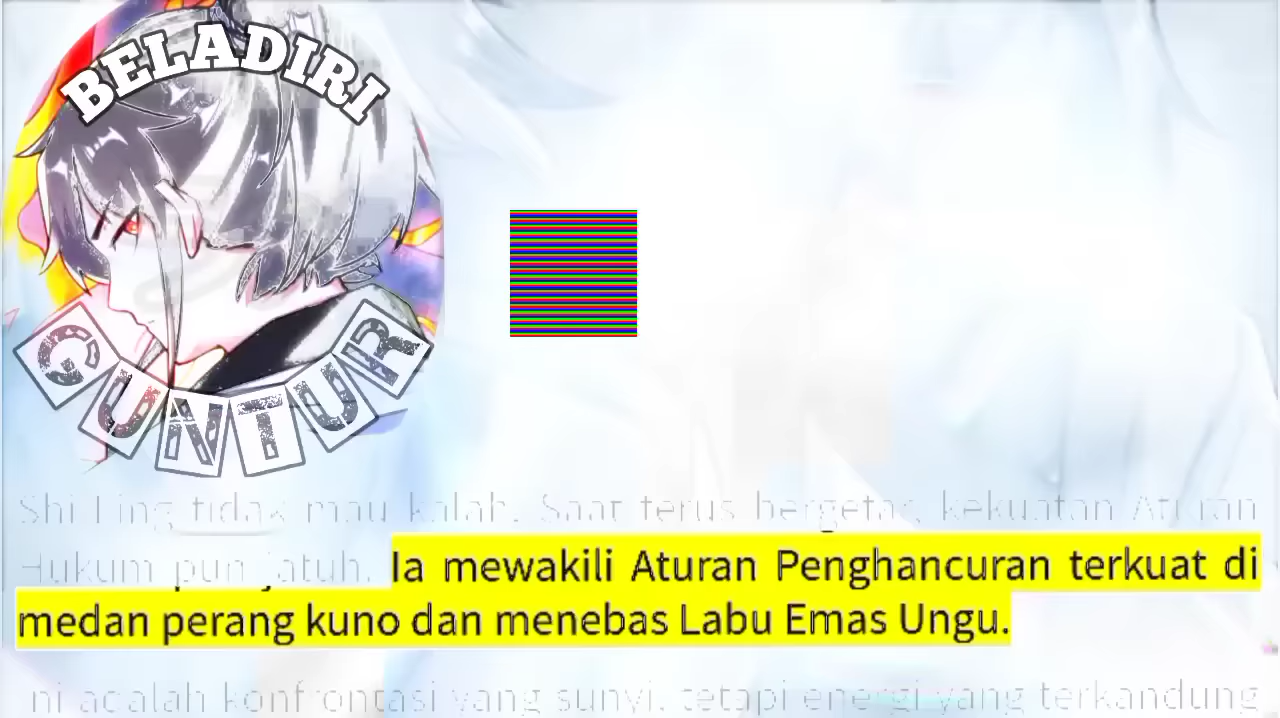 BELADIRI
GUNTUR
Shi Ling tidak mau kalah. Saat terus bergetar, kekuatan Aturan
Hukum pun jatuh. Ia mewakili Aturan Penghancuran terkuat di
medan perang kuno dan menebas Labu Emas Ungu.
Ini adalah konfrontasi yang sunyi, tetapi energi yang terkandung